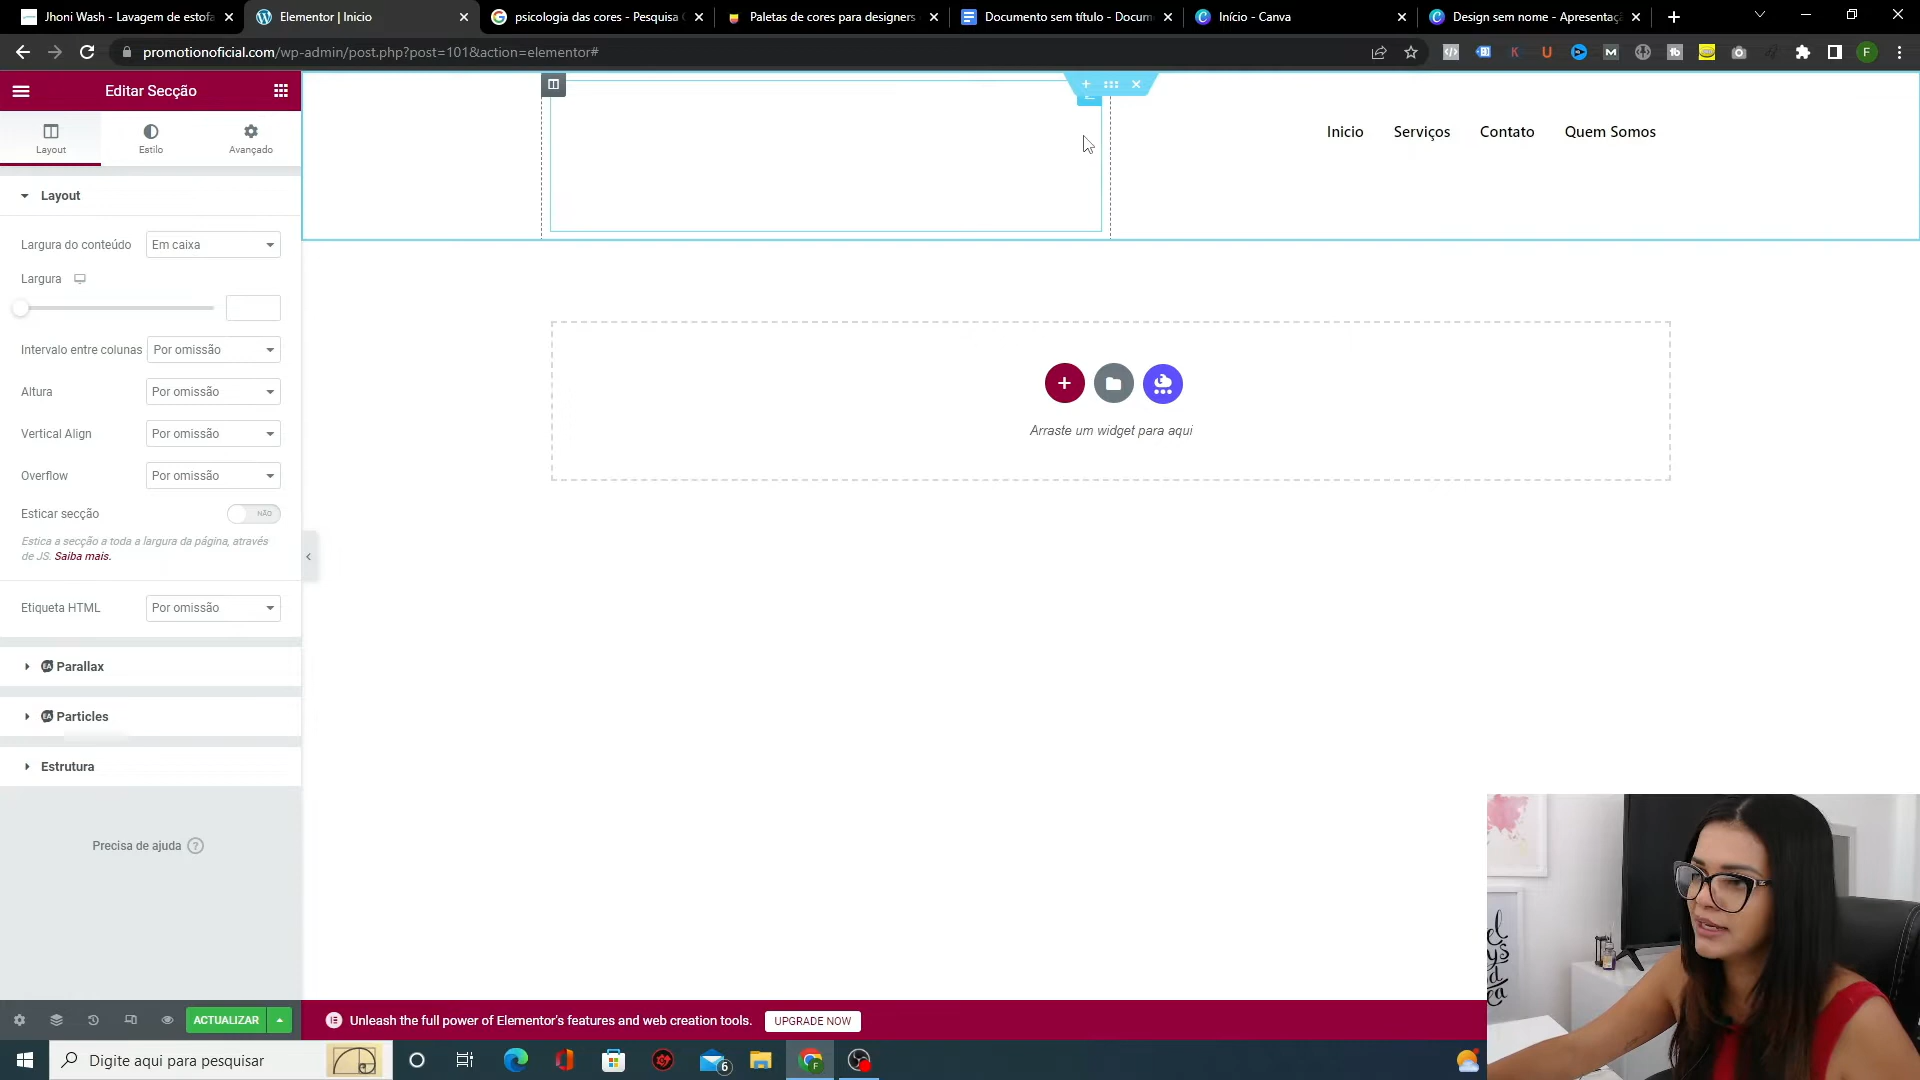 Jhoni Wash - Lavagem de estofa
Elementor | Inicio
psicologia das cores - Pesquisa
Paletas de cores para designers
Documento sem título - Docum
Início - Canva
Design sem nome - Apresentaç
promotionoficial.com/wp-admin/post.php?post=101&action=elementor#
Editar Secção
Layout
Estilo
Avançado
Layout
Largura do conteúdo
Em caixa
Largura
Intervalo entre colunas
Por omissão
Altura
Por omissão
Vertical Align
Por omissão
Overflow
Por omissão
Esticar secção
NÃO
Estica a secção a toda a largura da página, através
de JS. Saiba mais.
Etiqueta HTML
Por omissão
EA Parallax
EA Particles
Estrutura
Precisa de ajuda ?
ACTUALIZAR
Inicio
Serviços
Contato
Quem Somos
Arraste um widget para aqui
Unleash the full power of Elementor's features and web creation tools.
UPGRADE NOW
Digite aqui para pesquisar
6